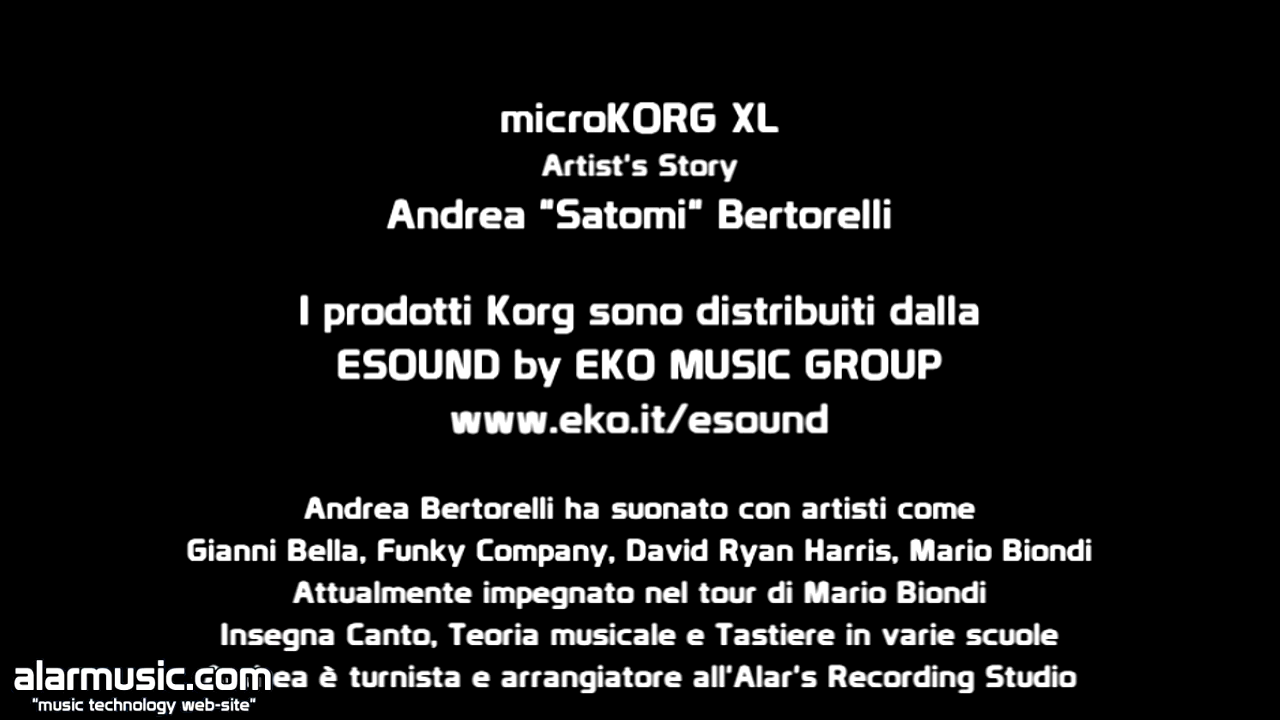 microKORG XL
Artist's Story
Andrea "Satomi" Bertorelli
I prodotti Korg sono distribuiti dalla
ESOUND by EKO MUSIC GROUP
www.eko.it/esound
Andrea Bertorelli ha suonato con artisti come
Gianni Bella, Funky Company, David Ryan Harris, Mario Biondi
Attualmente impegnato nel tour di Mario Biondi
Insegna Canto, Teoria musicale e Tastiere in varie scuole
è turnista e arrangiatore all'Alar's Recording Studio
alarmusic.com
"music technology web-site"